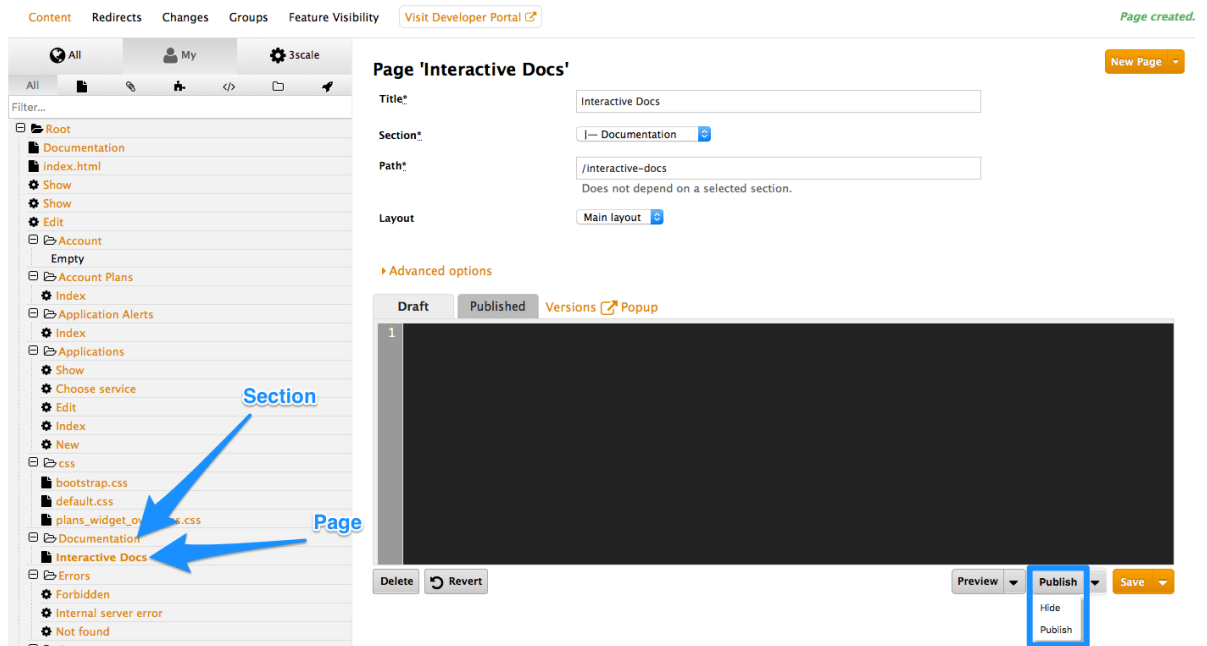 Content Redirects Changes Groups Feature Visibility Visit Developer Portal Page created.
All My 3scale
All </>
Filter...
Root
Documentation
index.html
Show
Show
Edit
Account
Empty
Account Plans
Index
Application Alerts
Index
Applications
Show
Choose service
Edit
Index
New
css
bootstrap.css
default.css
Documentation
Interactive Docs
Errors
Forbidden
Internal server error
Not found
Section
Page
Page 'Interactive Docs'
New Page
Title* Interactive Docs
Section* |— Documentation
Path* /interactive-docs
Does not depend on a selected section.
Layout Main layout
Advanced options
Draft Published Versions Popup
1
Delete Revert Preview Publish Save
Hide
Publish